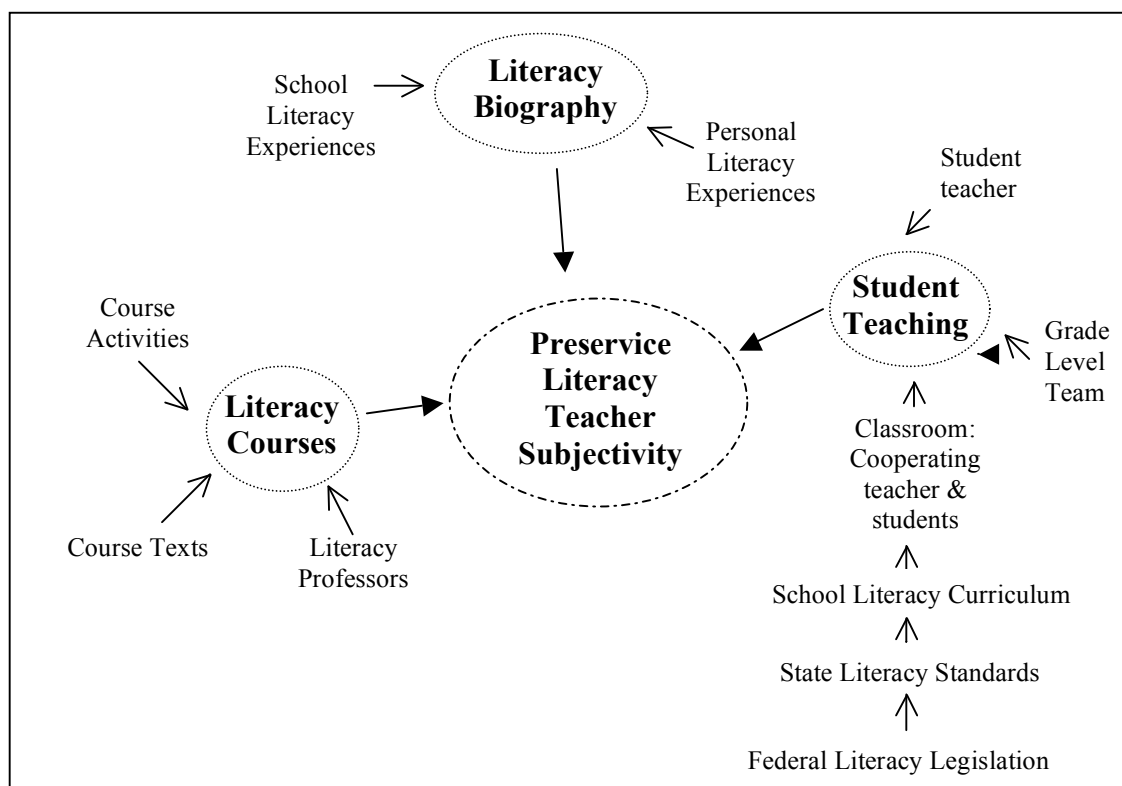 Literacy
Biography
School
Literacy
Experiences
Personal
Literacy
Experiences
Student
teacher
Student
Teaching
Grade
Level
Team
Course
Activities
Preservice
Literacy
Teacher
Subjectivity
Literacy
Courses
Classroom:
Cooperating
teacher &
students
Course Texts
Literacy
Professors
School Literacy Curriculum
State Literacy Standards
Federal Literacy Legislation